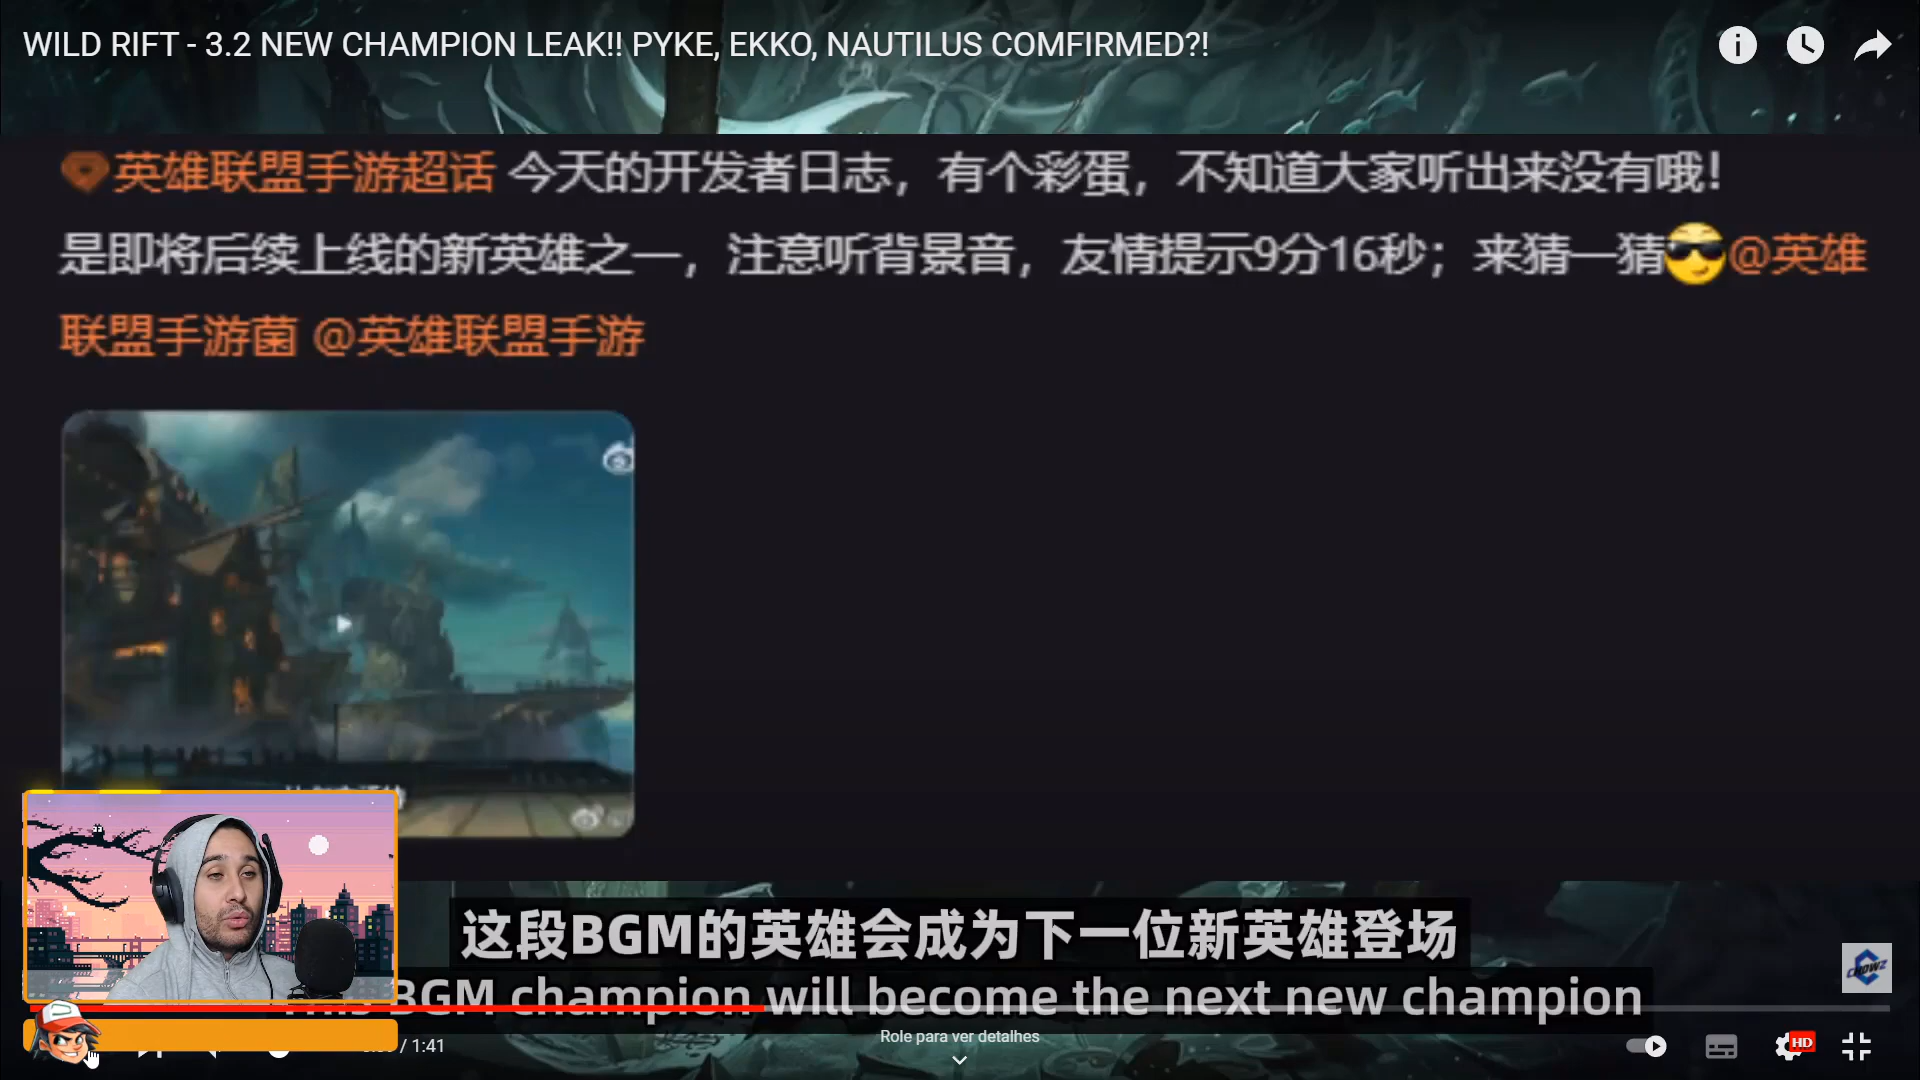 WILD RIFT - 3.2 NEW CHAMPION LEAK!! PYKE, EKKO, NAUTILUS COMFIRMED?!
英雄联盟手游超话 今天的开发者日志，有个彩蛋，不知道大家听出来没有哦！
是即将后续上线的新英雄之一，注意听背景音，友情提示9分16秒；来猜一猜😎@英雄
联盟手游菌 @英雄联盟手游
这段BGM的英雄会成为下一位新英雄登场
BGM champion will become the next new champion
CHOWZ
Role para ver detalhes
/ 1:41
HD